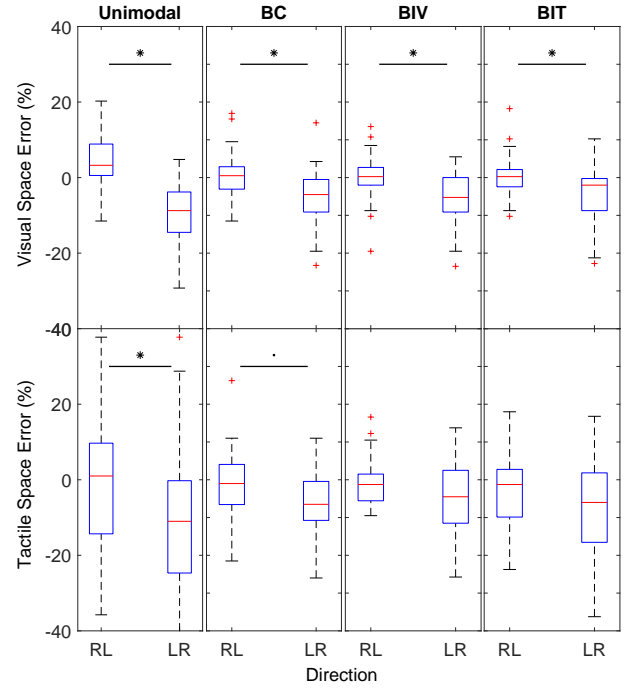 Unimodal BC BIV BIT
Visual Space Error (%)
40
20
0
-20
-40
Tactile Space Error (%)
40
20
0
-20
-40
* * * *
* .
RL LR RL LR RL LR RL LR
Direction